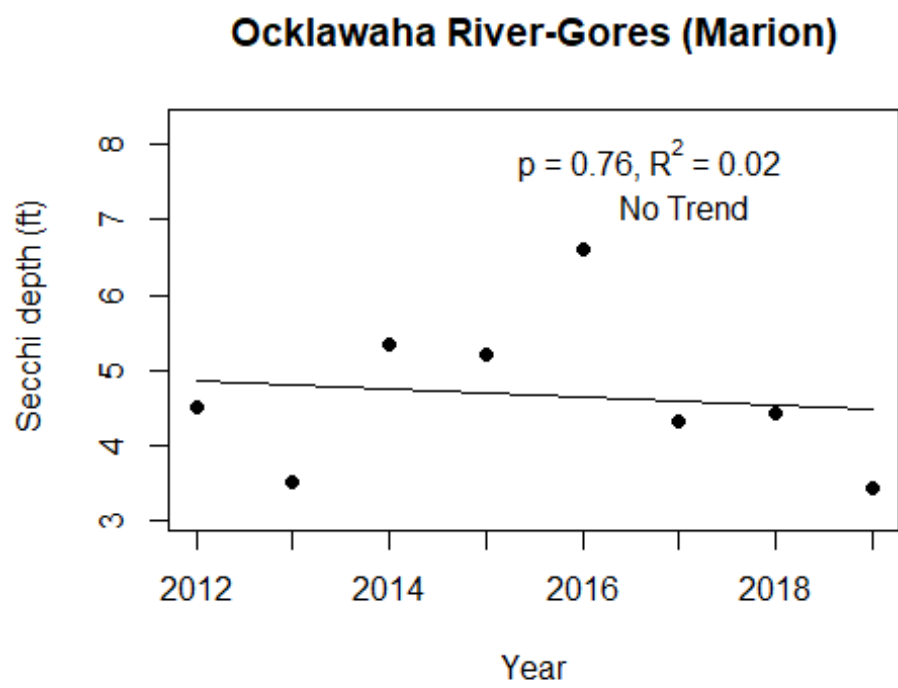 Ocklawaha River-Gores (Marion)
p = 0.76, R² = 0.02
No Trend
Secchi depth (ft)
8
7
6
5
4
3
2012 2014 2016 2018
Year